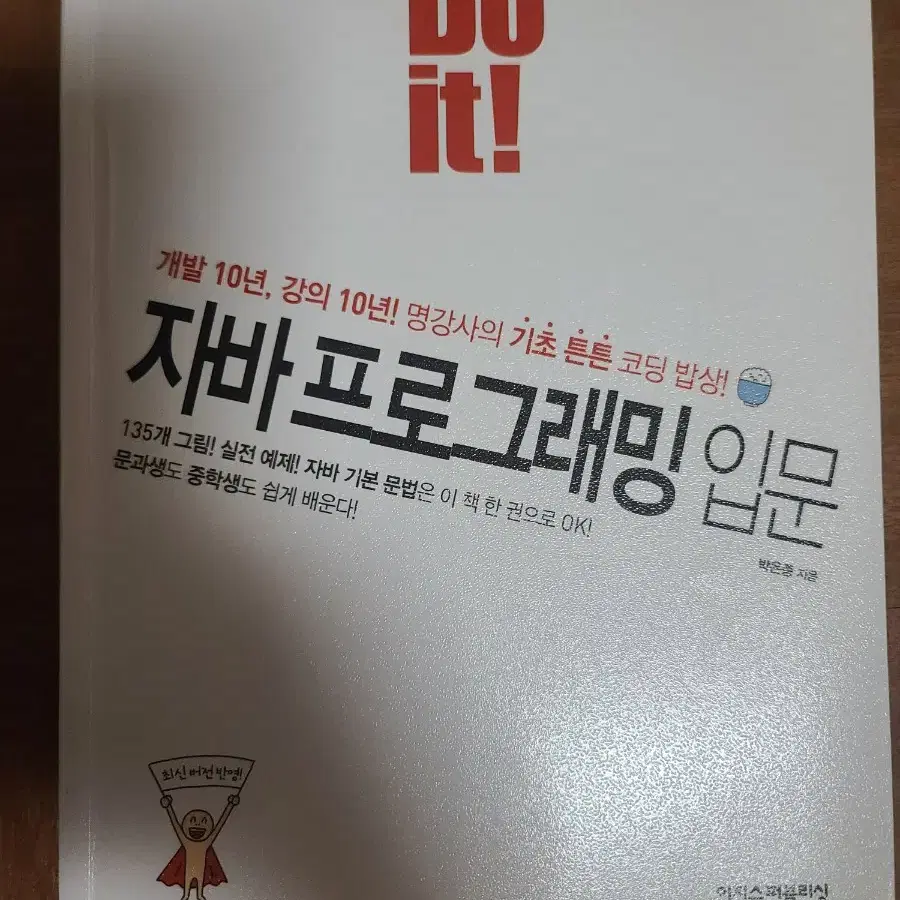 Do
it!
개발 10년, 강의 10년! 명강사의 기초 튼튼 코딩 밥상!
자바 프로그래밍 입문
135개 그림! 실전 예제! 자바 기본 문법은 이 책 한 권으로 OK!
문과생도 중학생도 쉽게 배운다!
박은종 지음
최신 버전 반영!
이지스 퍼블리싱